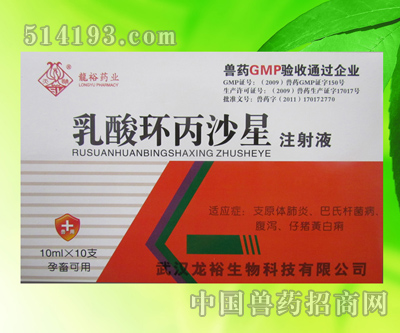 514193.com
龍裕药业
LONGYU PHARMACY
兽药GMP验收通过企业
GMP证号：（2009）兽药GMP证字150号
生产许可证号：（2009）兽药生产证字17017号
批准文号：兽药字（2011）170172770
乳酸环丙沙星 注射液
RUSUANHUANBINGSHAXING ZHUSHEYE
适应症：支原体肺炎、巴氏杆菌病、
腹泻、仔猪黄白痢
10ml×10支
孕畜可用
武汉龙裕生物科技有限公司
中国兽药招商网